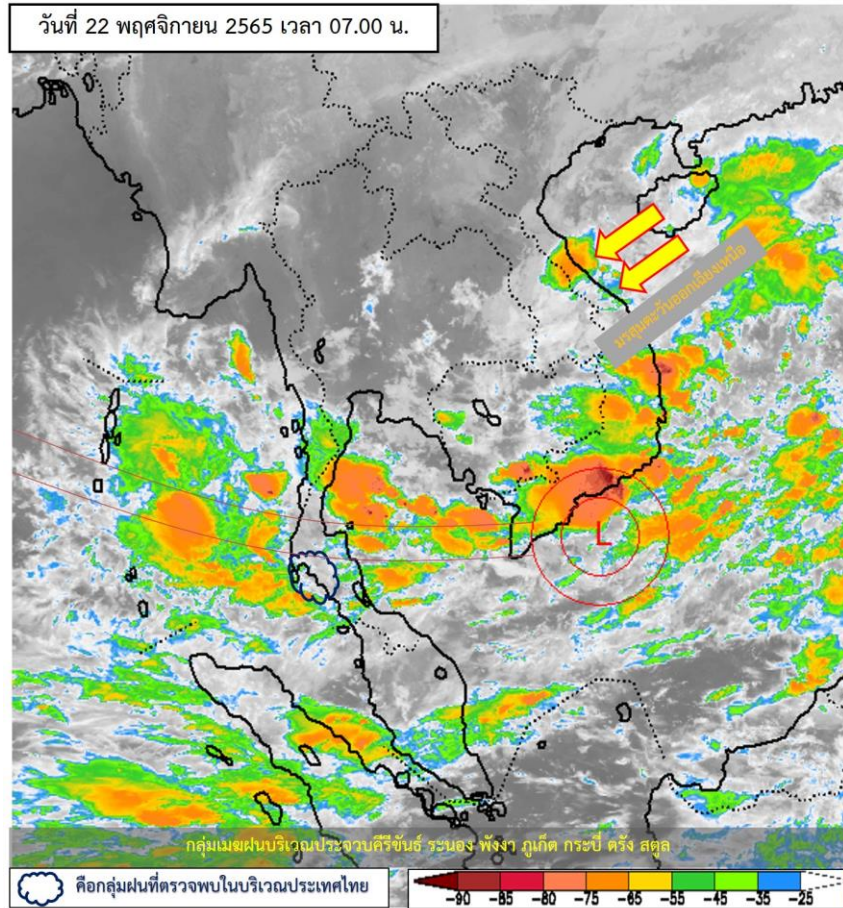 วันที่ 22 พฤศจิกายน 2565 เวลา 07.00 น.
มรสุมตะวันออกเฉียงเหนือ
L
กลุ่มเมฆฝนบริเวณประจวบคีรีขันธ์ ระนอง พังงา ภูเก็ต กระบี่ ตรัง สตูล
คือกลุ่มฝนที่ตรวจพบในบริเวณประเทศไทย
-90 -85 -80 -75 -65 -55 -45 -35 -25